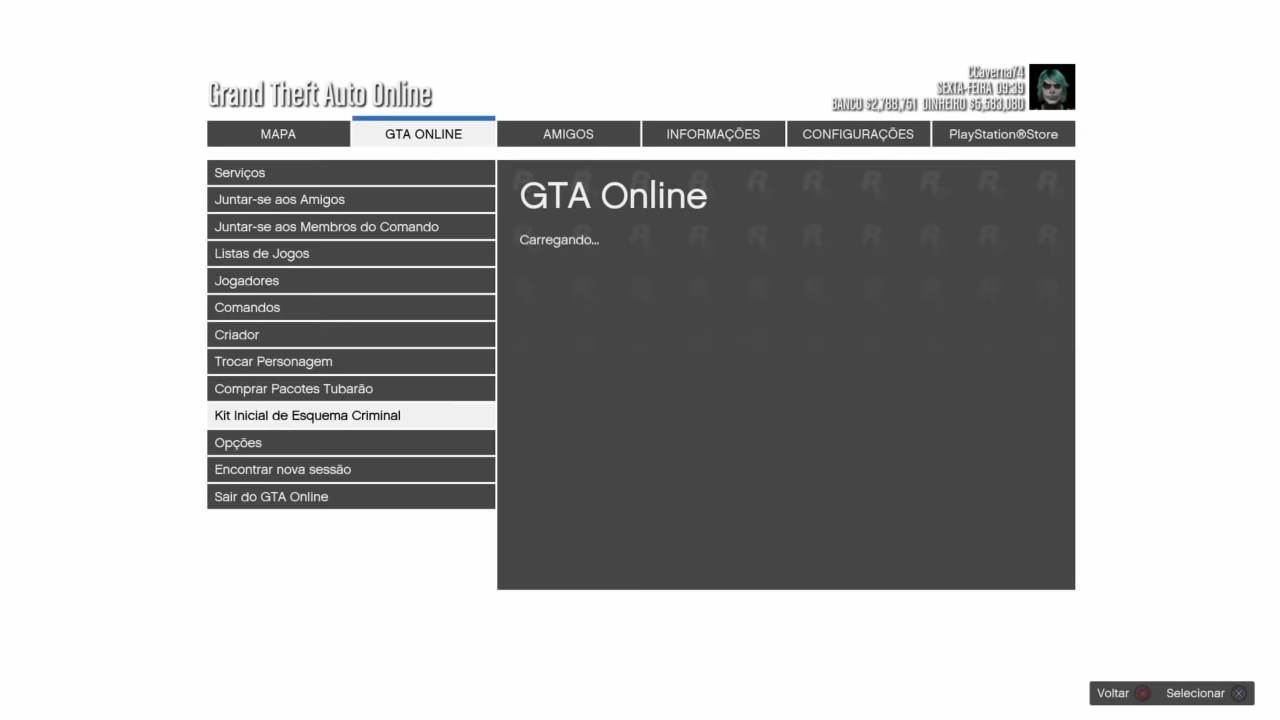 Grand Theft Auto Online
CCaverna74
SEXTA-FEIRA 09:39
BANCO $2,788,751 DINHEIRO $5,583,080
MAPA
GTA ONLINE
AMIGOS
INFORMAÇÕES
CONFIGURAÇÕES
PlayStation®Store
Serviços
Juntar-se aos Amigos
Juntar-se aos Membros do Comando
Listas de Jogos
Jogadores
Comandos
Criador
Trocar Personagem
Comprar Pacotes Tubarão
Kit Inicial de Esquema Criminal
Opções
Encontrar nova sessão
Sair do GTA Online
GTA Online
Carregando...
Voltar
Selecionar